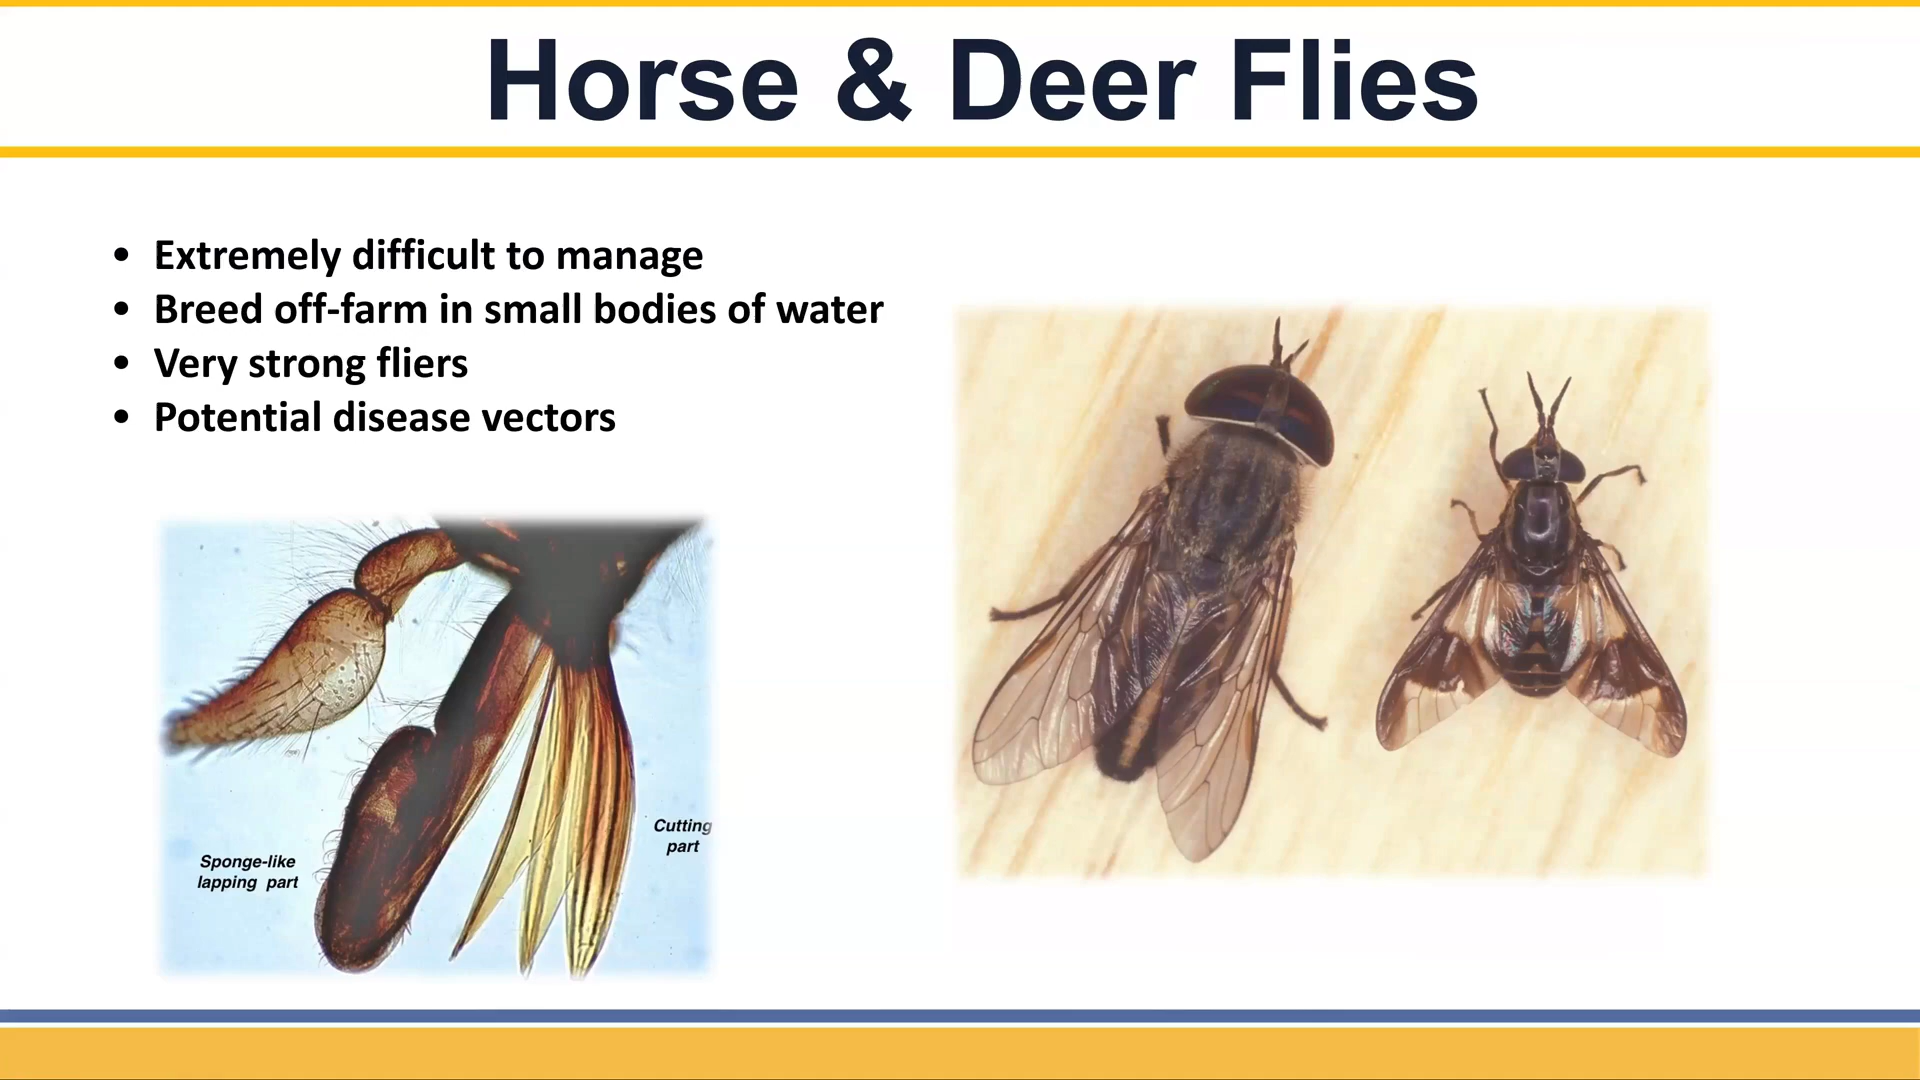 Horse & Deer Flies
• Extremely difficult to manage
• Breed off-farm in small bodies of water
• Very strong fliers
• Potential disease vectors
Sponge-like
lapping part
Cutting
part